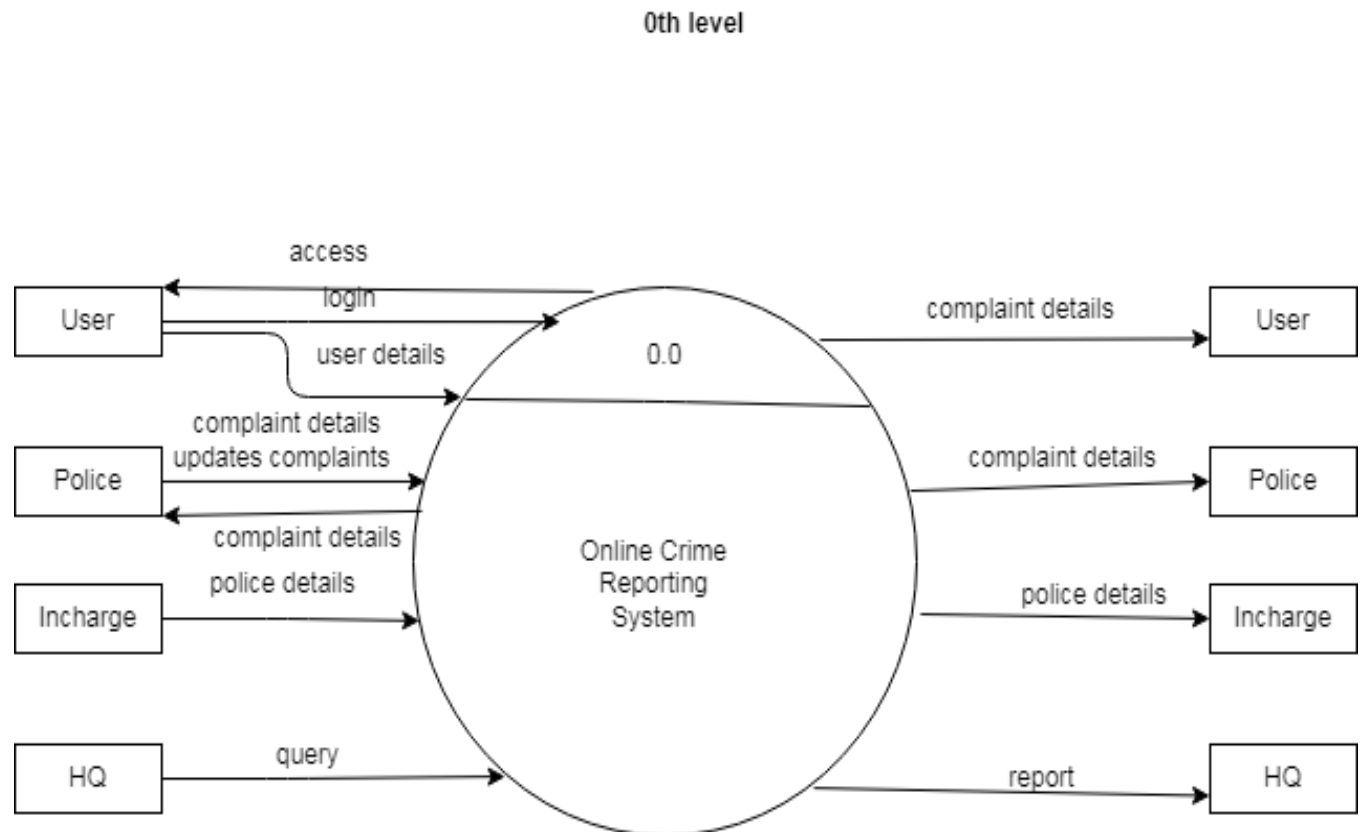 0th level
access
login
User
user details
0.0
complaint details
User
complaint details
updates complaints
Police
complaint details
complaint details
Police
police details
Incharge
Online Crime
Reporting
System
police details
Incharge
query
HQ
report
HQ